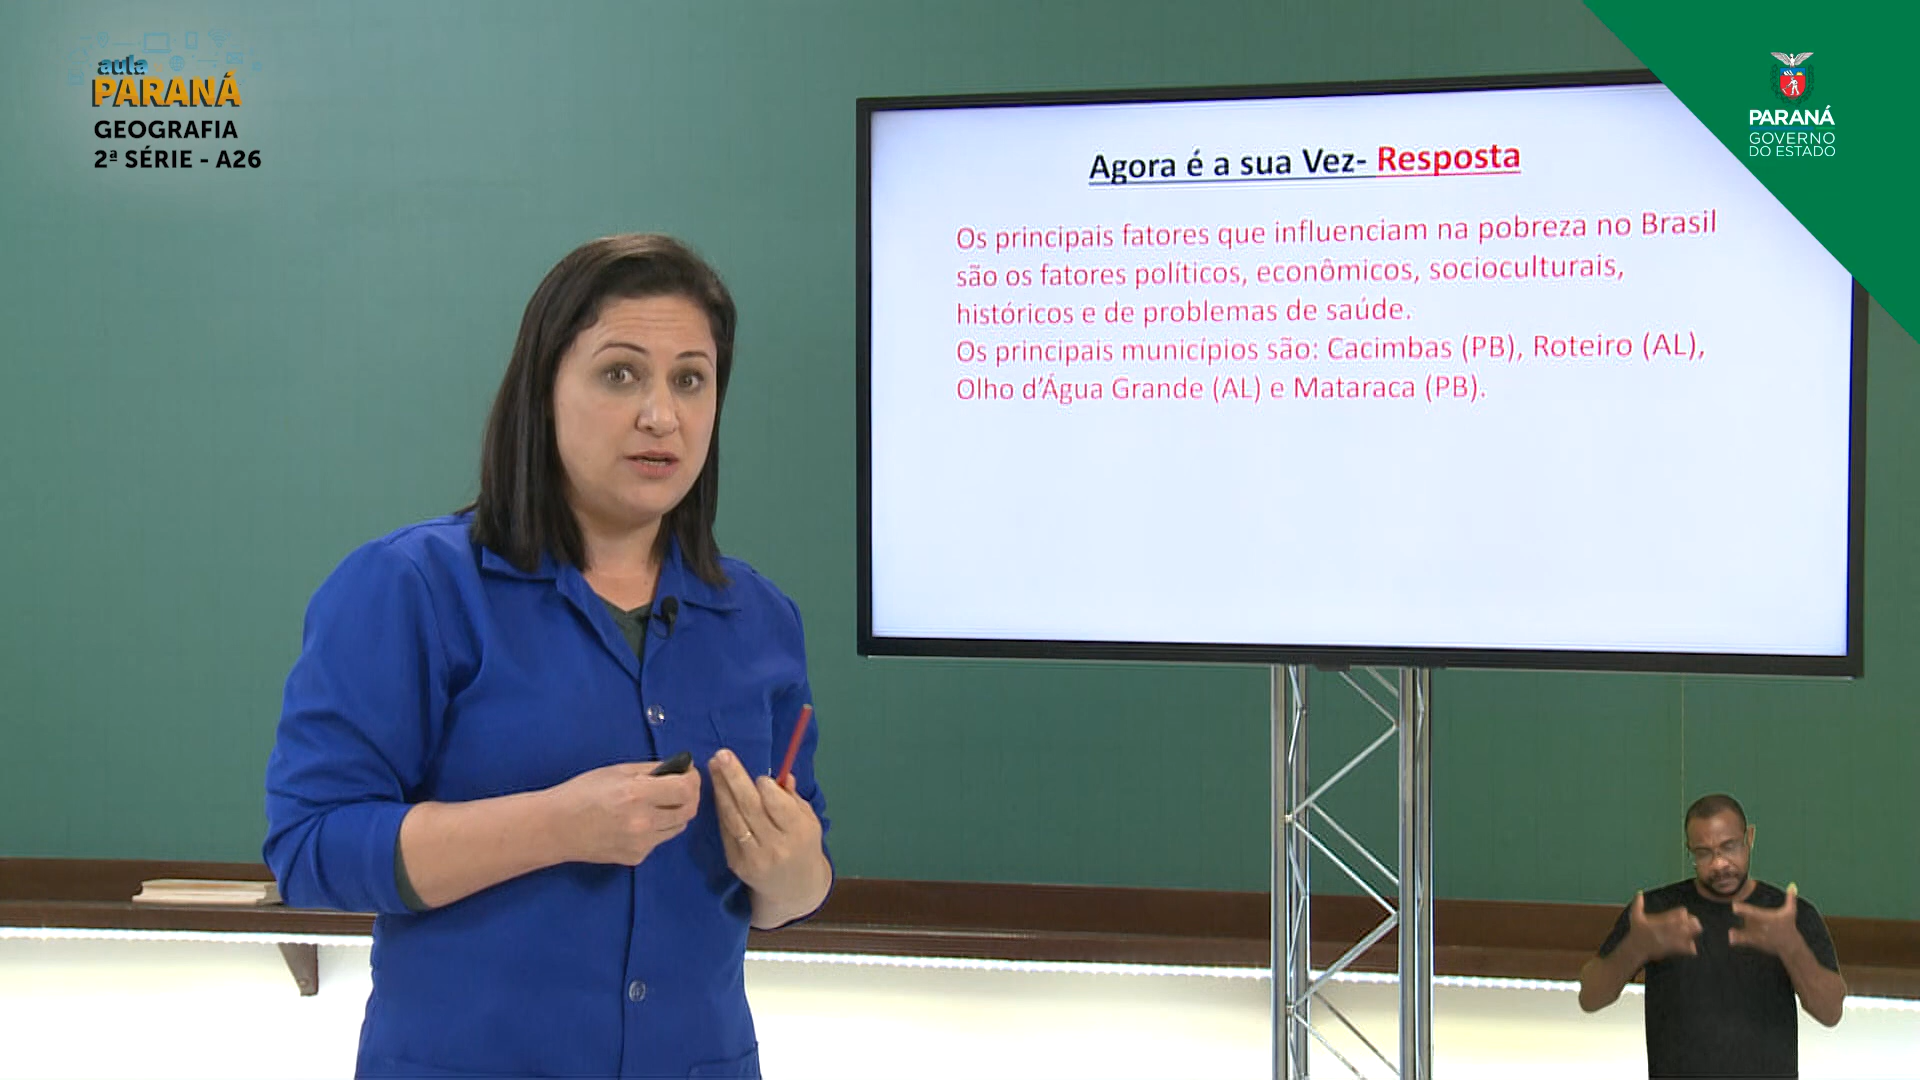 aula
PARANÁ
GEOGRAFIA
2ª SÉRIE - A26
PARANÁ
GOVERNO
DO ESTADO
Agora é a sua Vez- Resposta
Os principais fatores que influenciam na pobreza no Brasil
são os fatores políticos, econômicos, socioculturais,
históricos e de problemas de saúde.
Os principais municípios são: Cacimbas (PB), Roteiro (AL),
Olho d’Água Grande (AL) e Mataraca (PB).